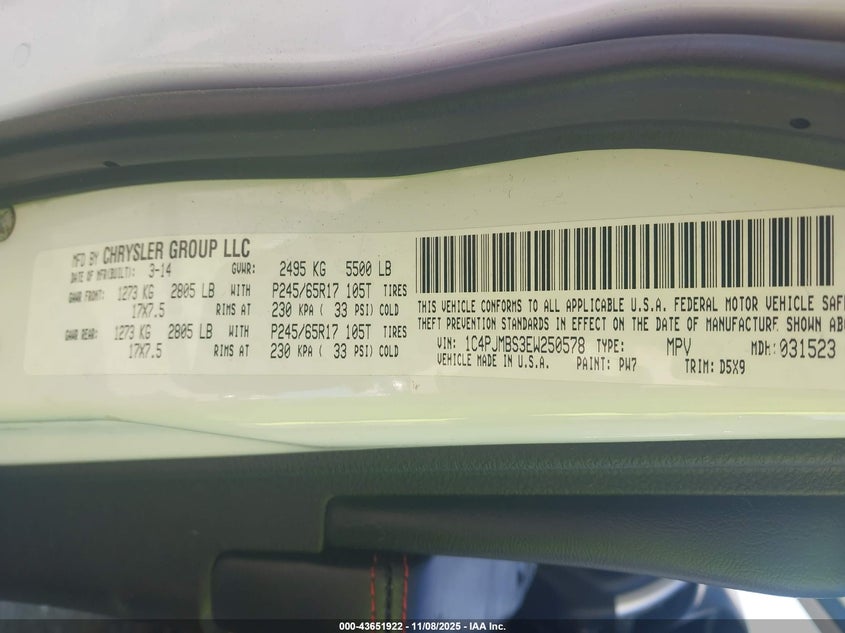 MFD BY CHRYSLER GROUP LLC
DATE OF MFR(BUILT): 3-14 GVWR: 2495 KG 5500 LB
GAWR FRONT: 1273 KG 2805 LB WITH P245/65R17 105T TIRES
17X7.5 RIMS AT 230 KPA ( 33 PSI) COLD
GAWR REAR: 1273 KG 2805 LB WITH P245/65R17 105T TIRES
17X7.5 RIMS AT 230 KPA ( 33 PSI) COLD
THIS VEHICLE CONFORMS TO ALL APPLICABLE U.S.A. FEDERAL MOTOR VEHICLE SAF
THEFT PREVENTION STANDARDS IN EFFECT ON THE DATE OF MANUFACTURE SHOWN ABO
VIN: 1C4PJMBS3EW250578 TYPE: MPV MDH: 031523
VEHICLE MADE IN U.S.A. PAINT: PW7 TRIM: D5X9
000-43651922 - 11/08/2025 - IAA Inc.